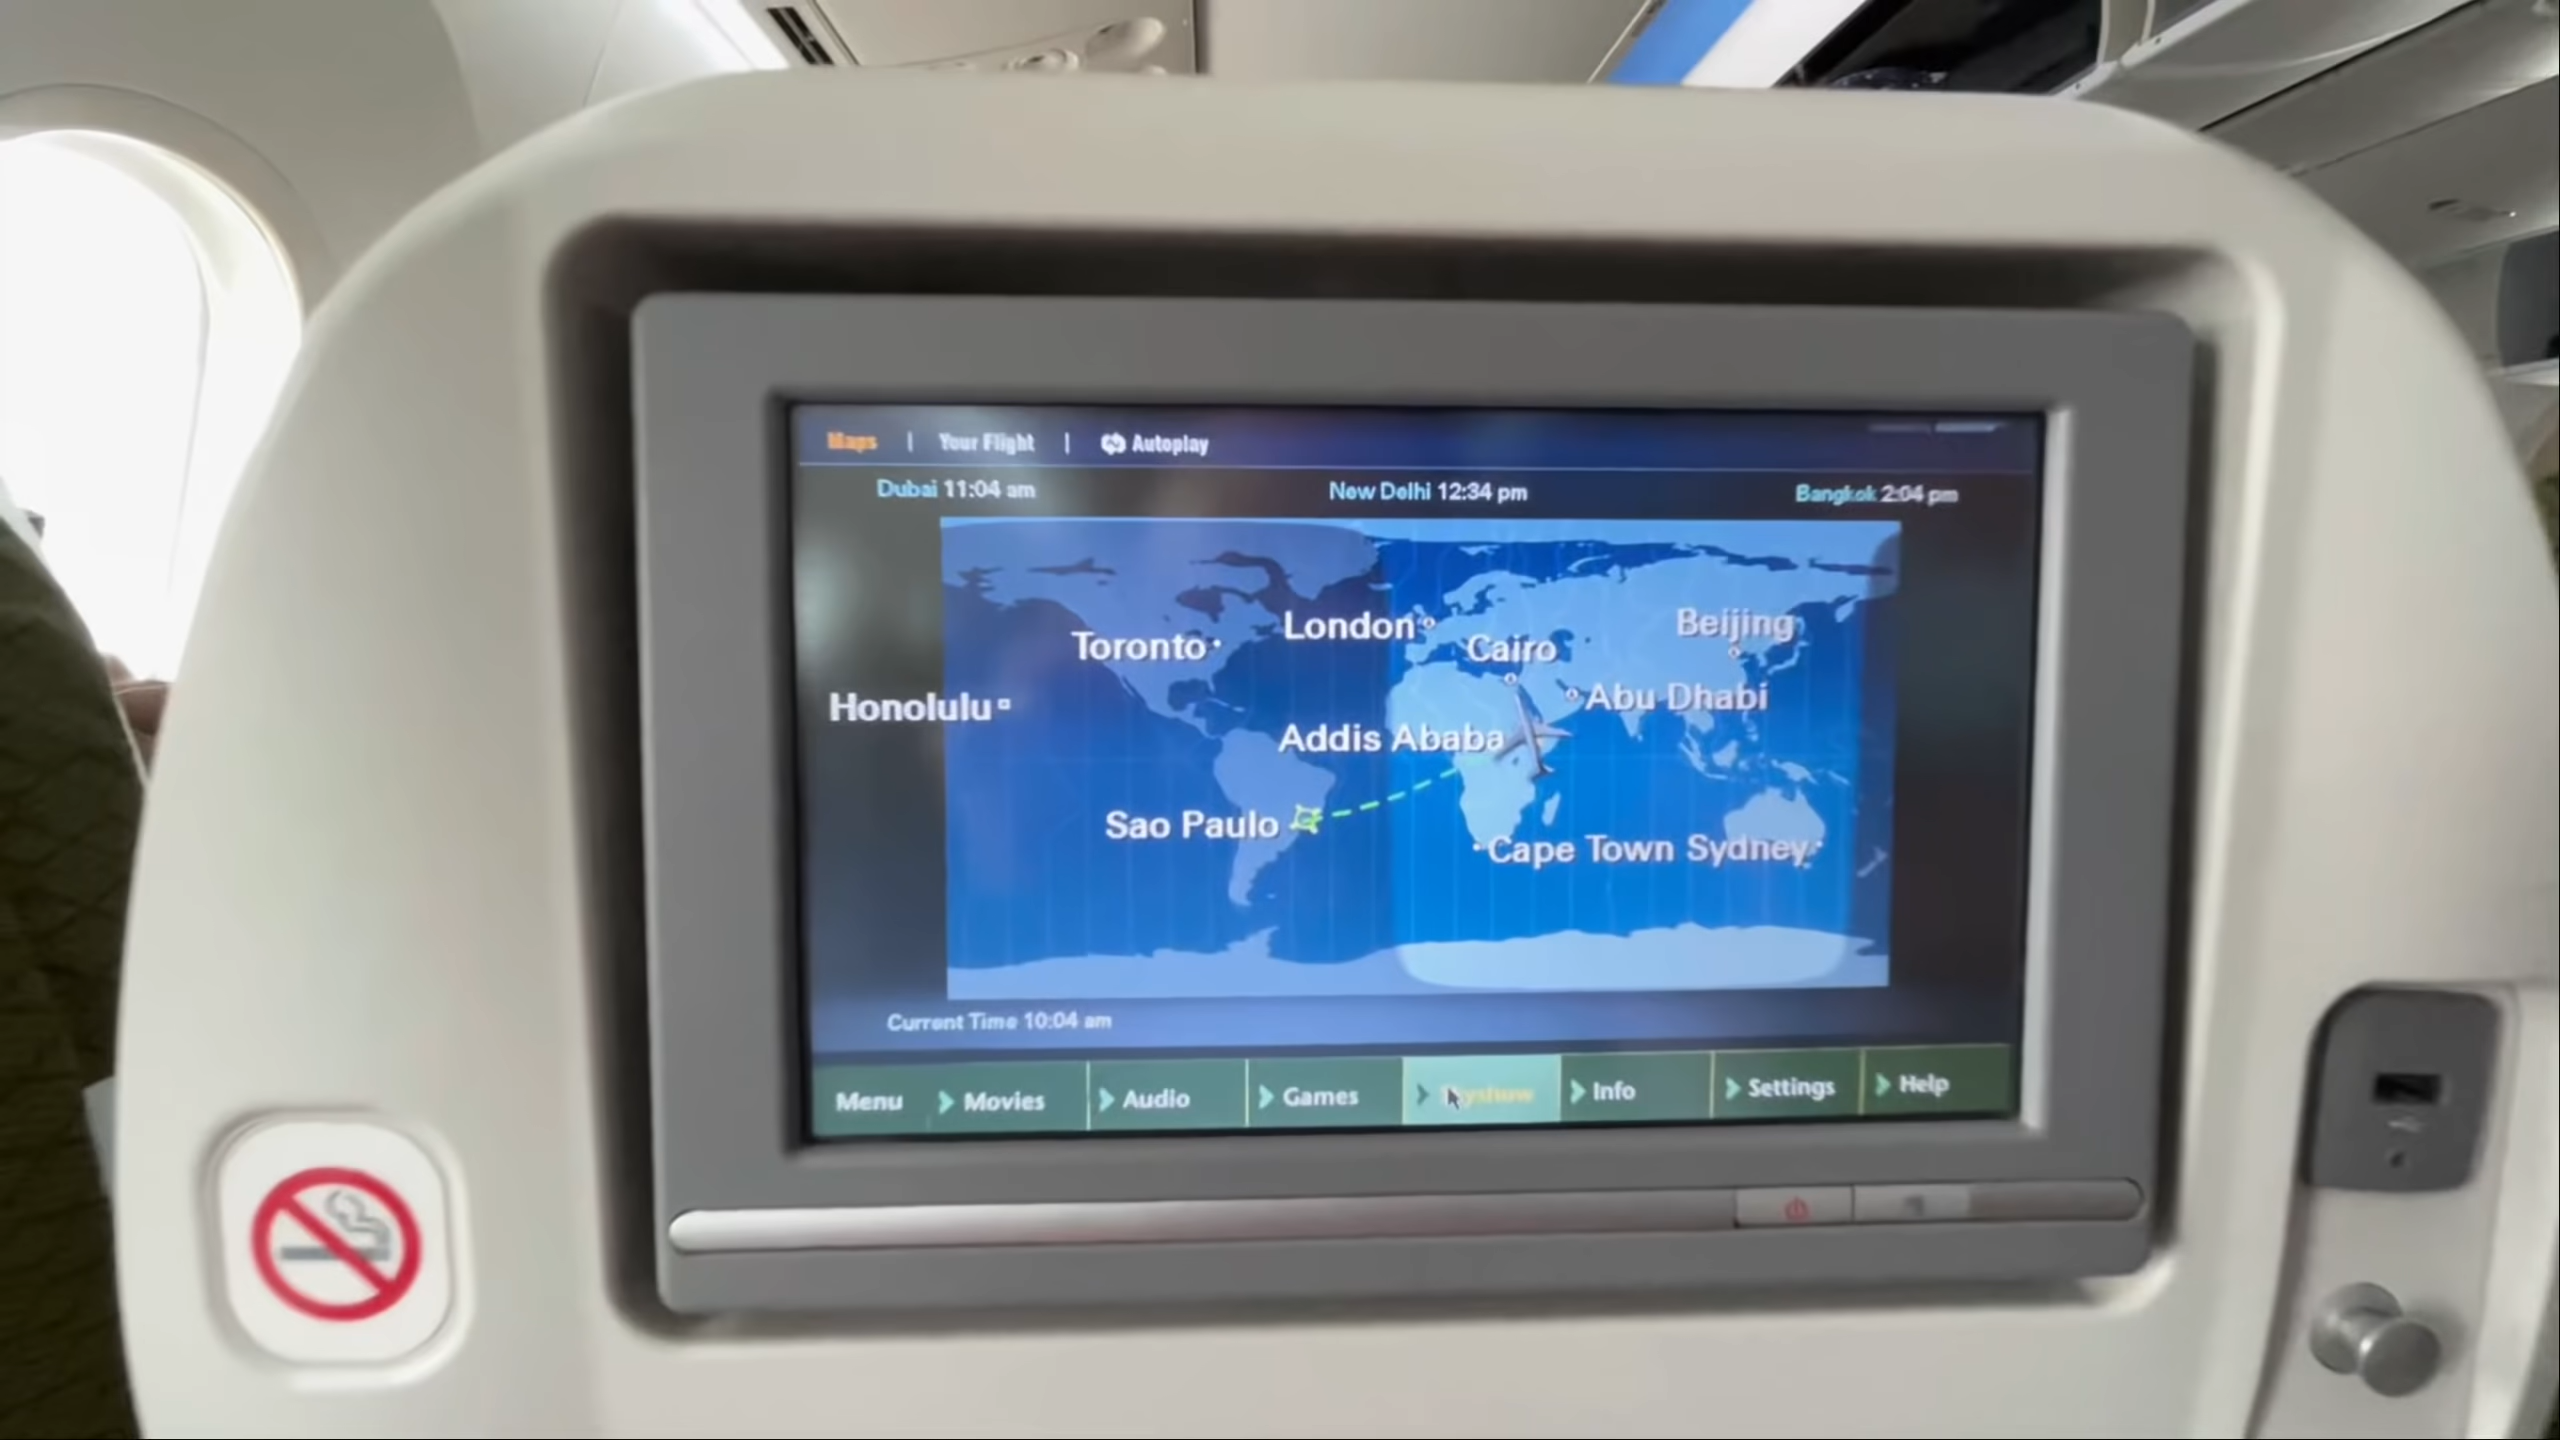 Maps | Your Flight | Autoplay
Dubai 11:04 am New Delhi 12:34 pm Bangkok 2:04 pm
London Beijing
Toronto Cairo
Honolulu Abu Dhabi
Addis Ababa
Sao Paulo
Cape Town Sydney
Current Time 10:04 am
Menu Movies Audio Games Info Settings Help